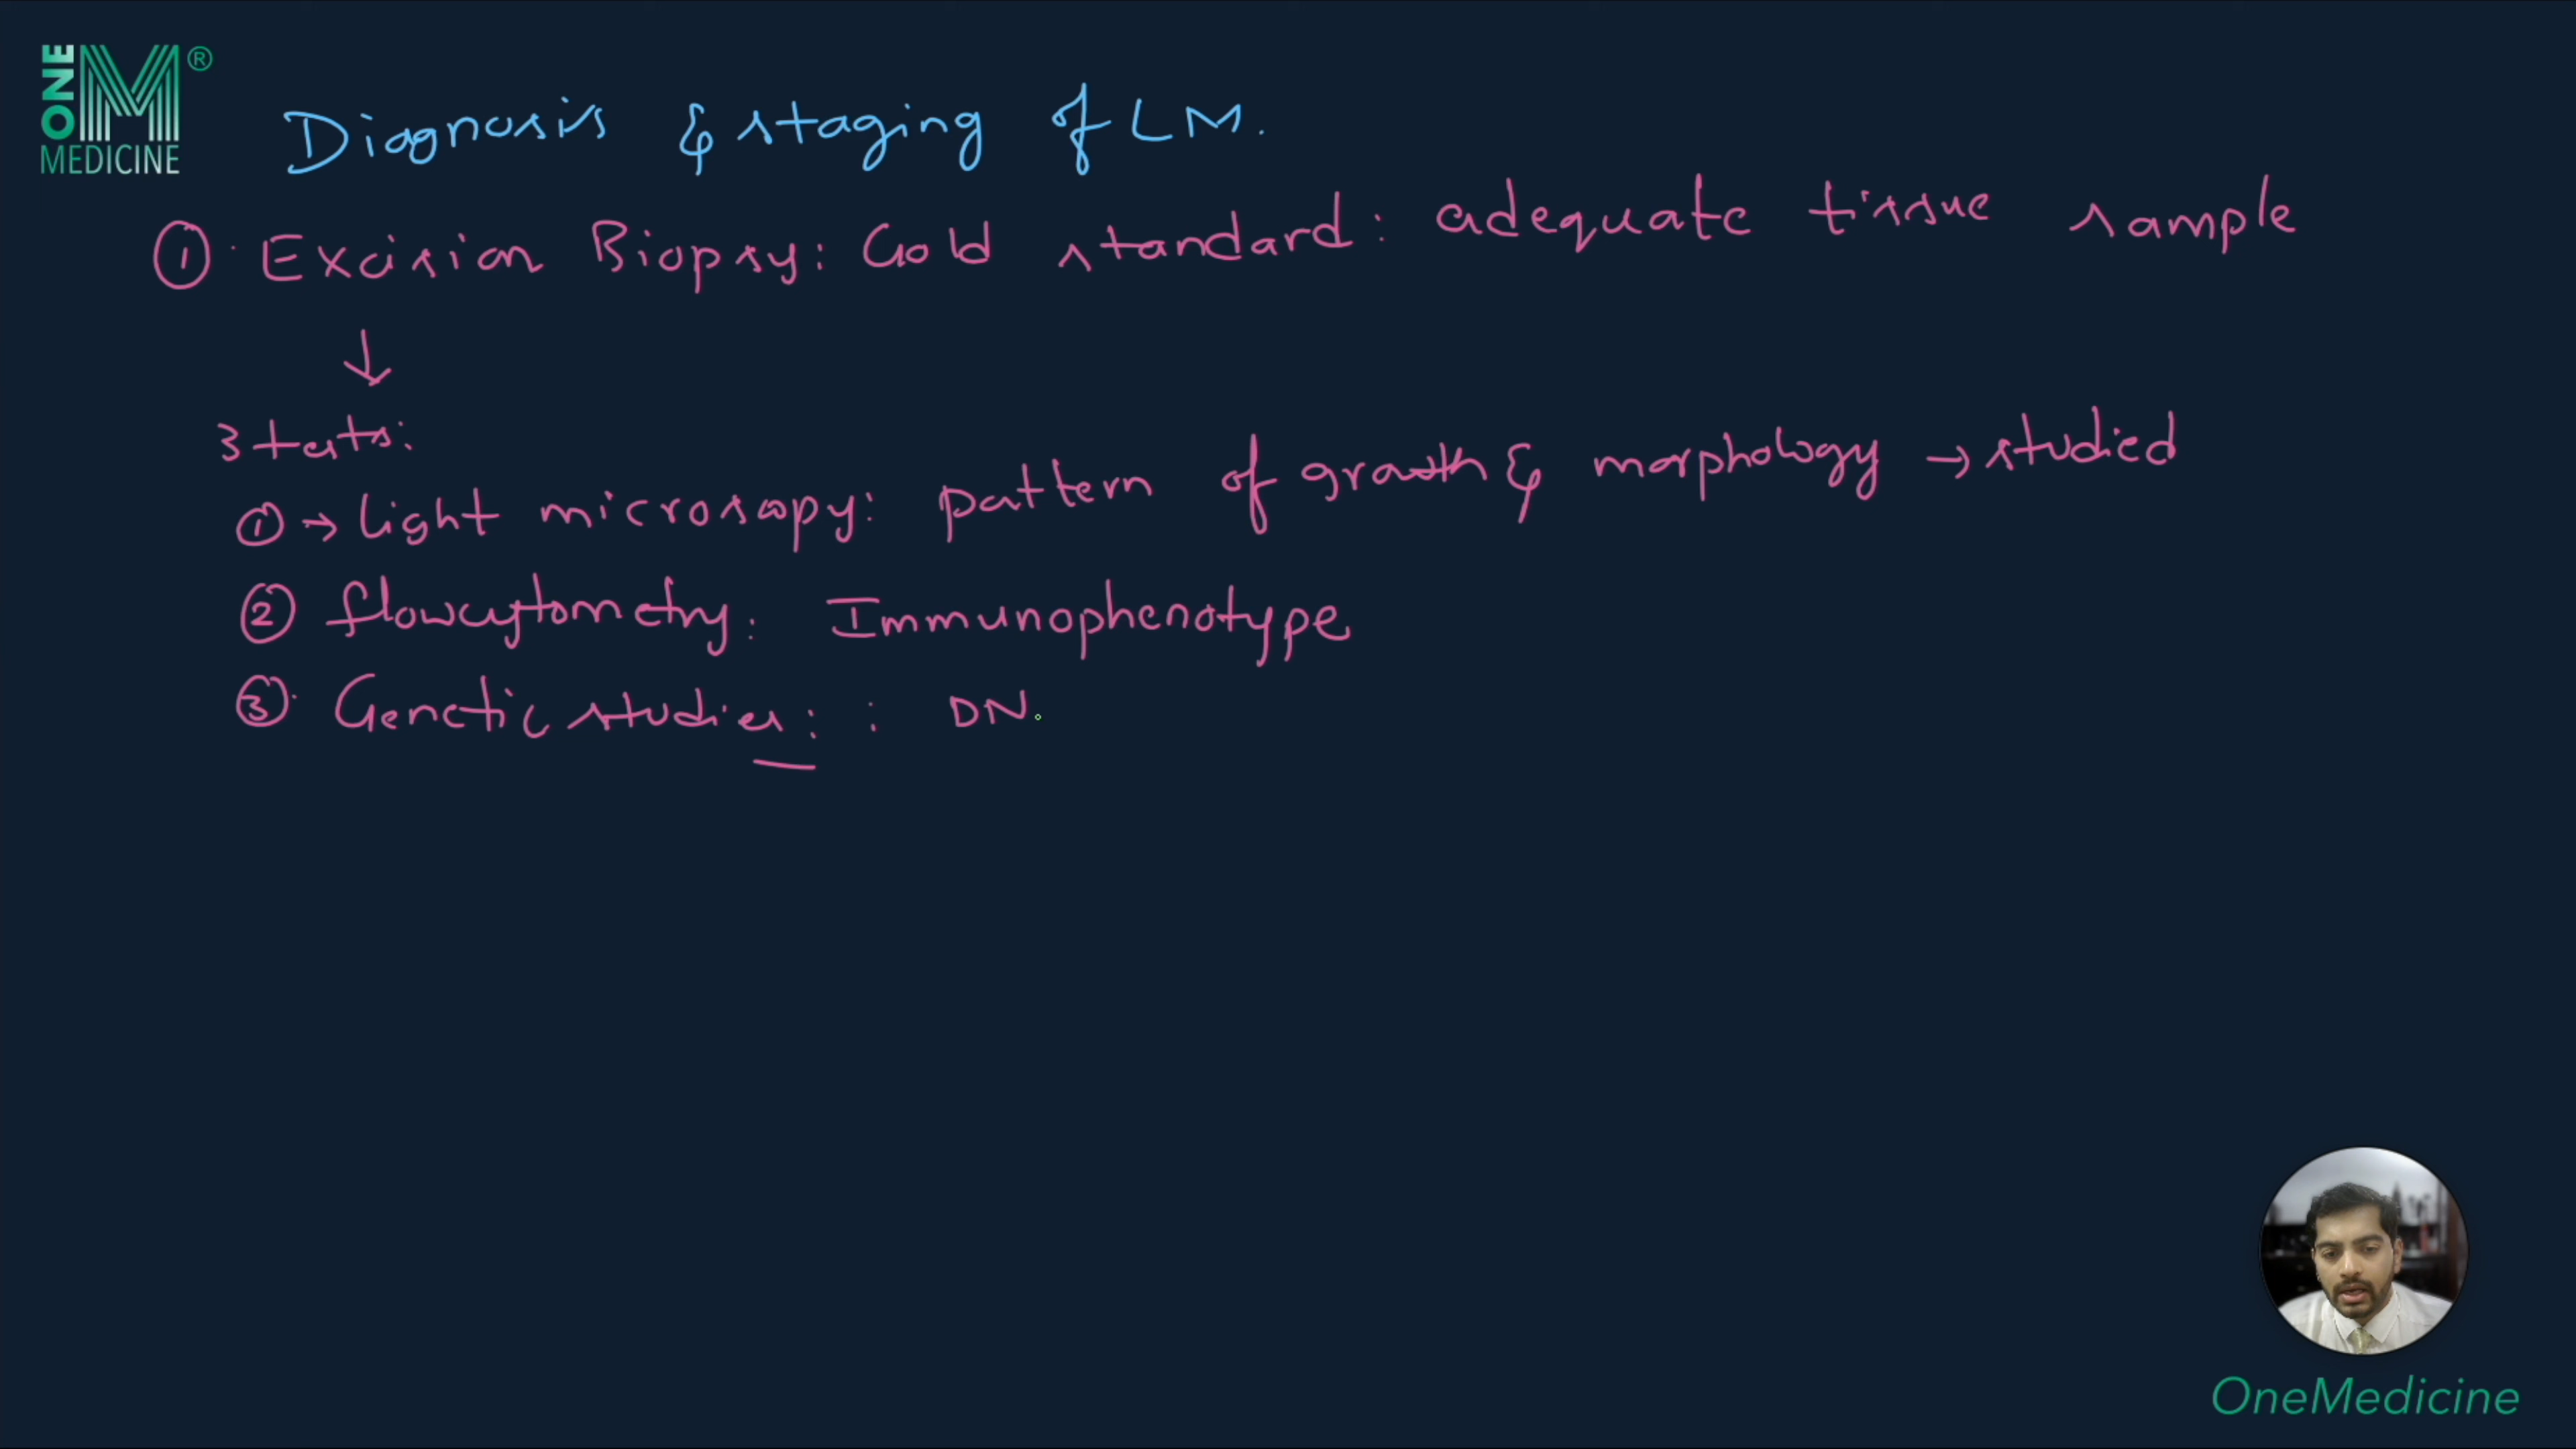 ONE M ®
MEDICINE
Diagnosis & staging of LM.
① Excision Biopsy: Gold standard: adequate tissue sample
↓
3 tests:
① → light microscopy: pattern of growth & morphology → studied
② flowcytometry: Immunophenotype
③ Genetic studies: : DN
OneMedicine